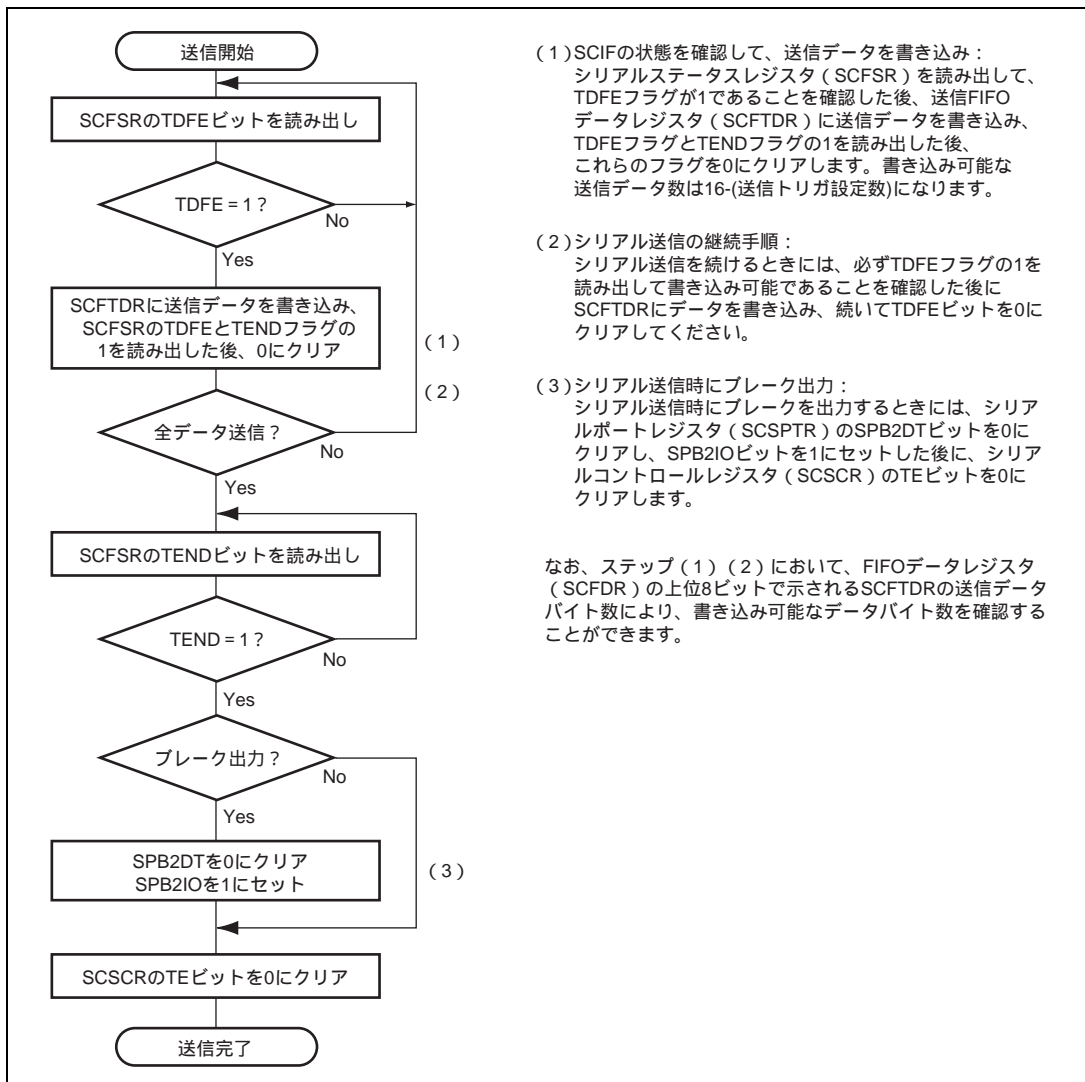 送信開始
SCFSRのTDFEビットを読み出し
TDFE = 1 ?
No
Yes
SCFTDRに送信データを書き込み、
SCFSRのTDFEとTENDフラグの
1を読み出した後、0にクリア
(1)
(2)
全データ送信?
No
Yes
SCFSRのTENDビットを読み出し
TEND = 1 ?
No
Yes
ブレーク出力?
No
Yes
SPB2DTを0にクリア
SPB2IOを1にセット
(3)
SCSCRのTEビットを0にクリア
送信完了
(1)SCIFの状態を確認して、送信データを書き込み:
シリアルステータスレジスタ(SCFSR)を読み出して、
TDFEフラグが1であることを確認した後、送信FIFO
データレジスタ(SCFTDR)に送信データを書き込み、
TDFEフラグとTENDフラグの1を読み出した後、
これらのフラグを0にクリアします。書き込み可能な
送信データ数は16-(送信トリガ設定数)になります。
(2)シリアル送信の継続手順:
シリアル送信を続けるときには、必ずTDFEフラグの1を
読み出して書き込み可能であることを確認した後に
SCFTDRにデータを書き込み、続いてTDFEビットを0に
クリアしてください。
(3)シリアル送信時にブレーク出力:
シリアル送信時にブレークを出力するときには、シリア
ルポートレジスタ(SCSPTR)のSPB2DTビットを0に
クリアし、SPB2IOビットを1にセットした後に、シリア
ルコントロールレジスタ(SCSCR)のTEビットを0に
クリアします。
なお、ステップ(1)(2)において、FIFOデータレジスタ
(SCFDR)の上位8ビットで示されるSCFTDRの送信データ
バイト数により、書き込み可能なデータバイト数を確認する
ことができます。